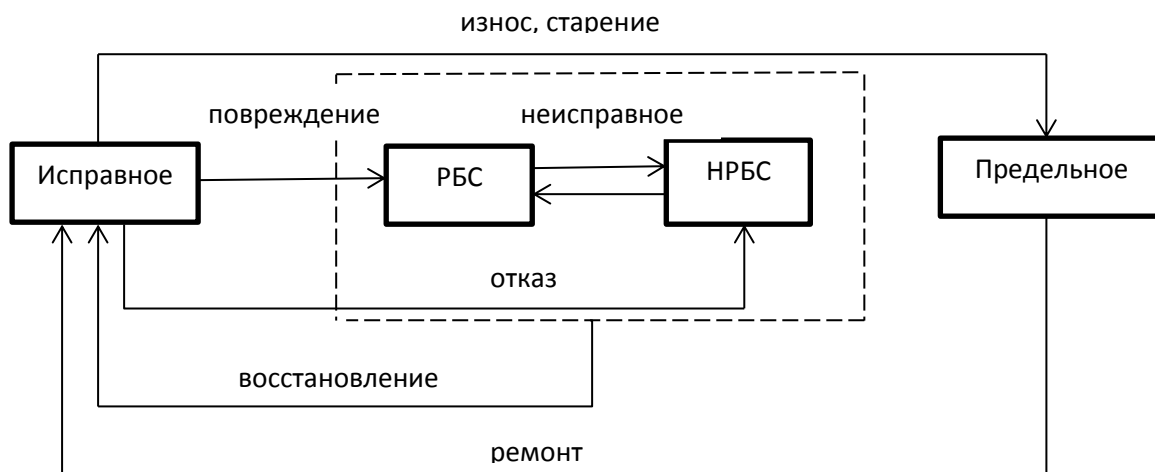 износ, старение
повреждение
неисправное
Исправное
РБС
НРБС
Предельное
отказ
восстановление
ремонт